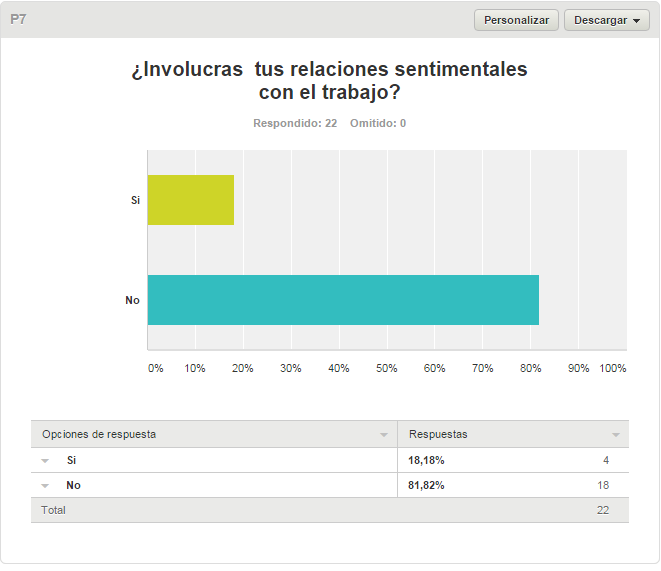 P7
Personalizar
Descargar
¿Involucras  tus relaciones sentimentales
con el trabajo?
Respondido: 22    Omitido: 0
Si
No
0% 10% 20% 30% 40% 50% 60% 70% 80% 90% 100%
Opciones de respuesta Respuestas
Si 18,18% 4
No 81,82% 18
Total 22